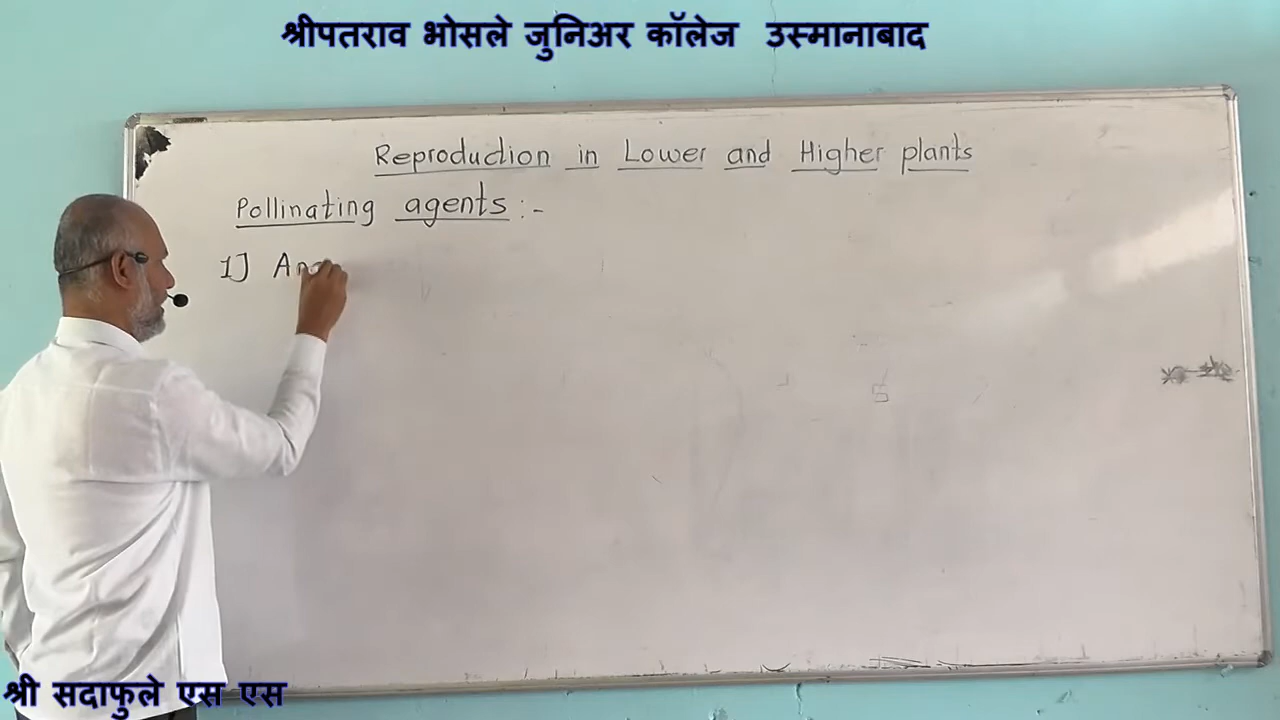 श्रीपतराव भोसले जुनिअर कॉलेज उस्मानाबाद
Reproduction in Lower and Higher plants
Pollinating agents :-
1]
श्री सदाफुले एस एस